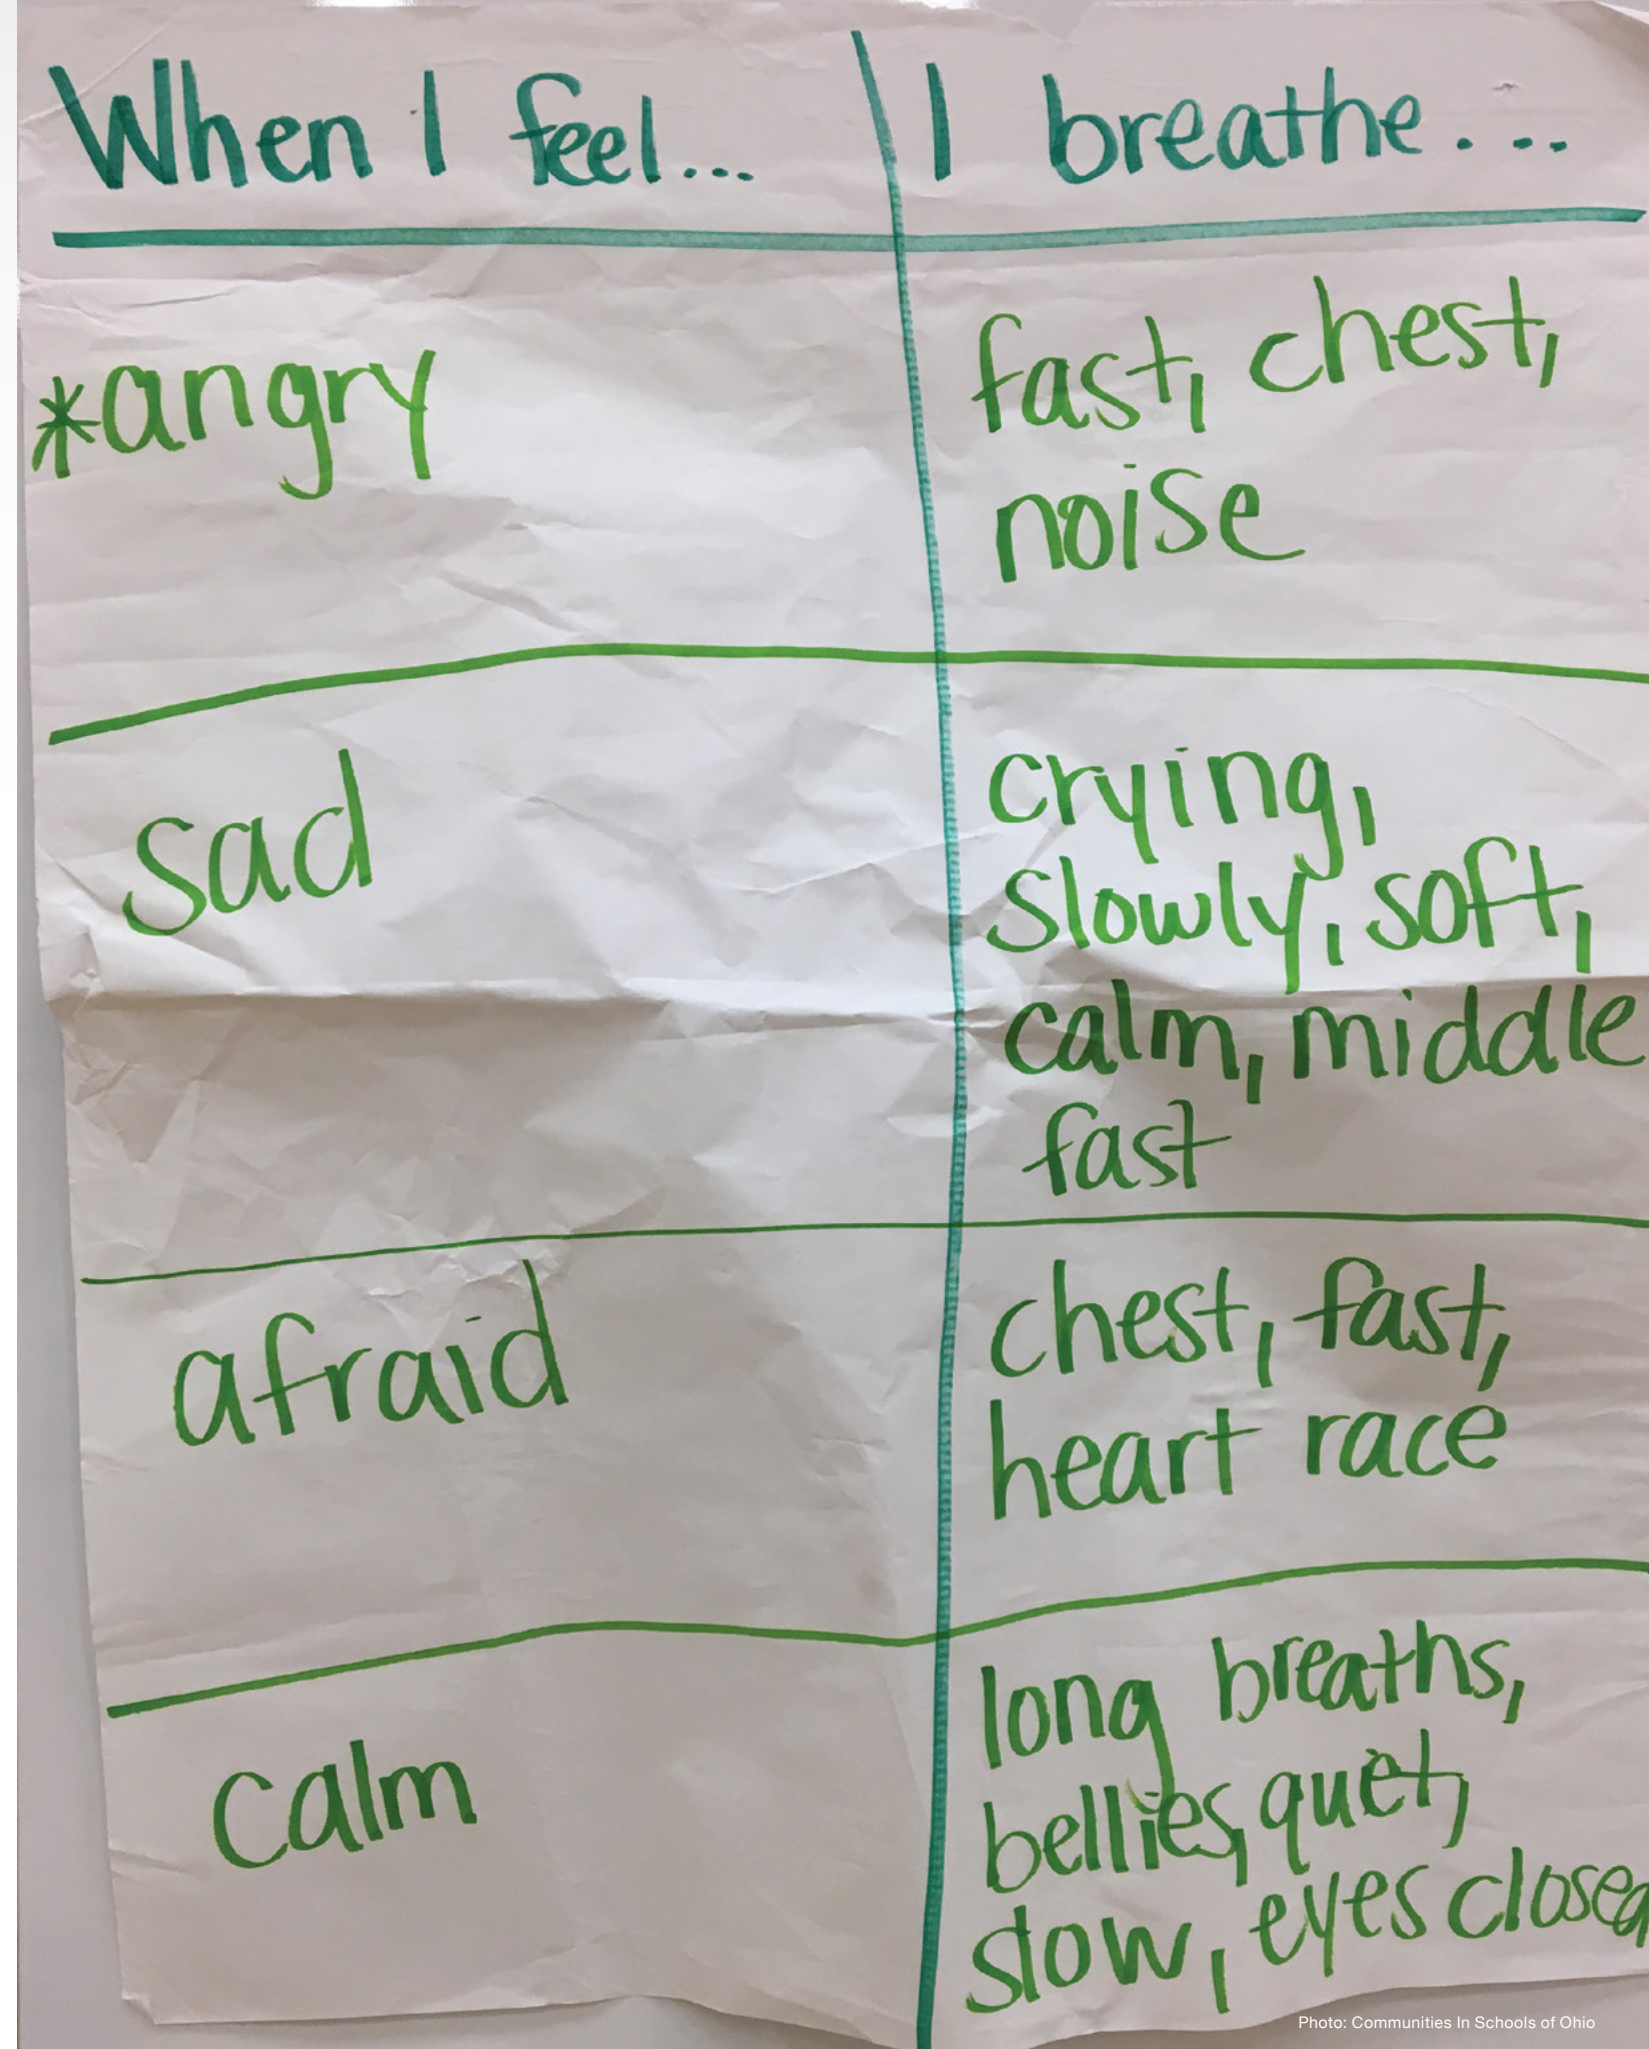 When I feel... I breathe...
*angry
fast, chest,
noise
sad
crying,
slowly, soft,
calm, middle
fast
afraid
chest, fast,
heart race
calm
long breaths,
bellies, quet,
slow, eyes closed
Photo: Communities In Schools of Ohio